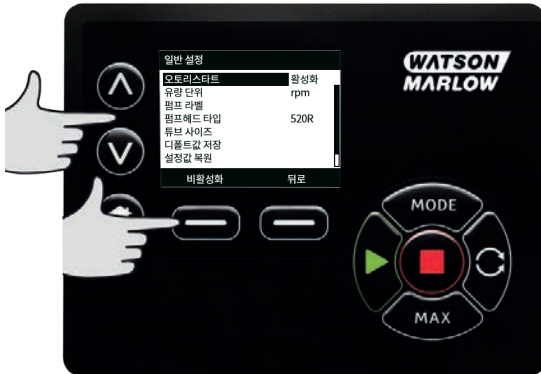 일반 설정
오토리스타트 활성화
유량 단위 rpm
펌프 라벨
펌프헤드 타입 520R
튜브 사이즈
디폴트값 저장
설정값 복원
비활성화 뒤로
WATSON
MARLOW
MODE
MAX